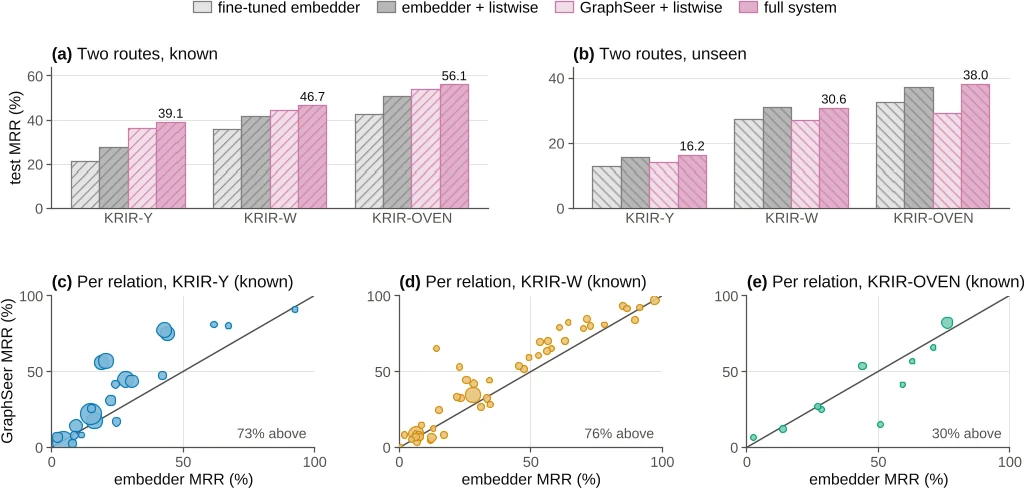 fine-tuned embedder embedder + listwise GraphSeer + listwise full system
(a) Two routes, known
test MRR (%)
60
40
20
0
39.1
46.7
56.1
KRIR-Y KRIR-W KRIR-OVEN
(b) Two routes, unseen
40
20
0
16.2
30.6
38.0
KRIR-Y KRIR-W KRIR-OVEN
(c) Per relation, KRIR-Y (known)
GraphSeer MRR (%)
100
50
0
73% above
0 50 100
embedder MRR (%)
(d) Per relation, KRIR-W (known)
100
50
0
76% above
0 50 100
embedder MRR (%)
(e) Per relation, KRIR-OVEN (known)
100
50
0
30% above
0 50 100
embedder MRR (%)